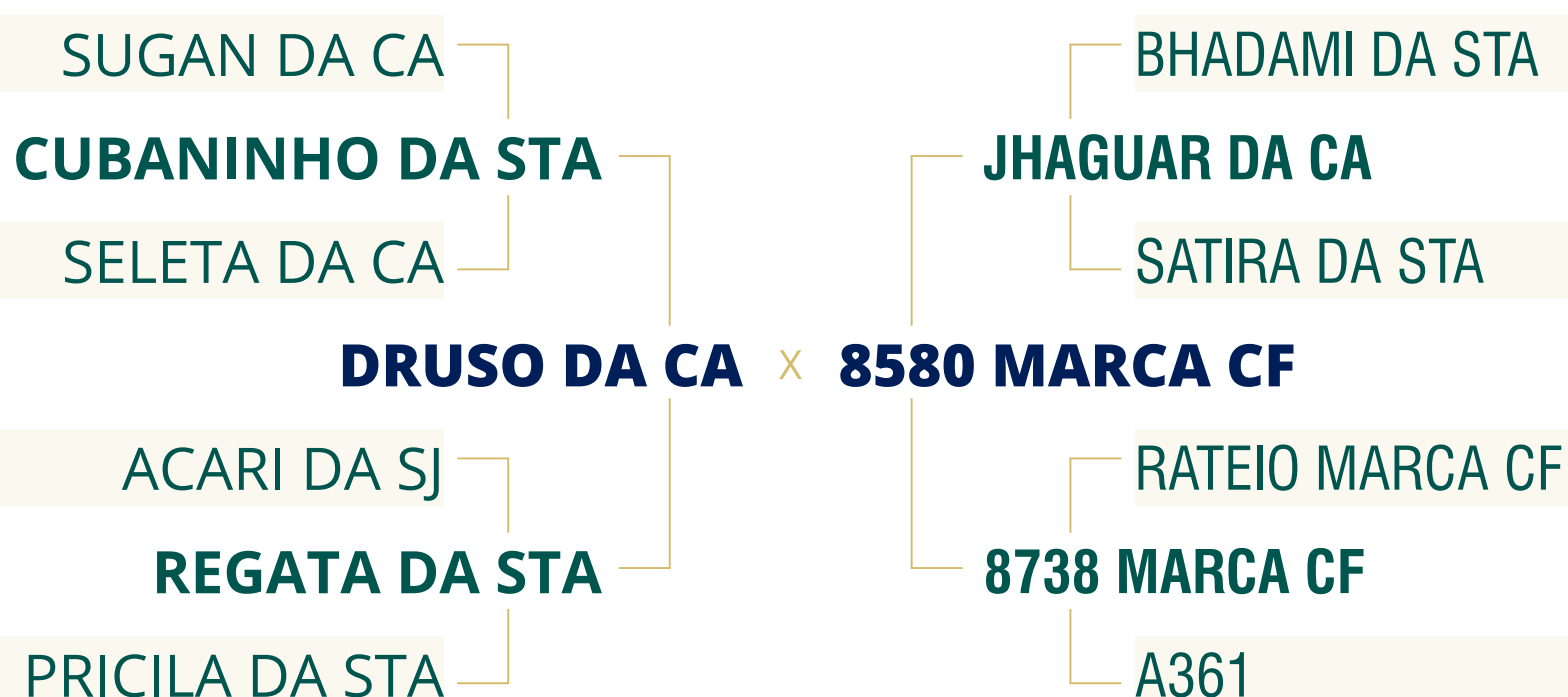 SUGAN DA CA
BHADAMI DA STA
CUBANINHO DA STA
JHAGUAR DA CA
SELETA DA CA
SATIRA DA STA
DRUSO DA CA X 8580 MARCA CF
ACARI DA SJ
RATEIO MARCA CF
REGATA DA STA
8738 MARCA CF
PRICILA DA STA
A361